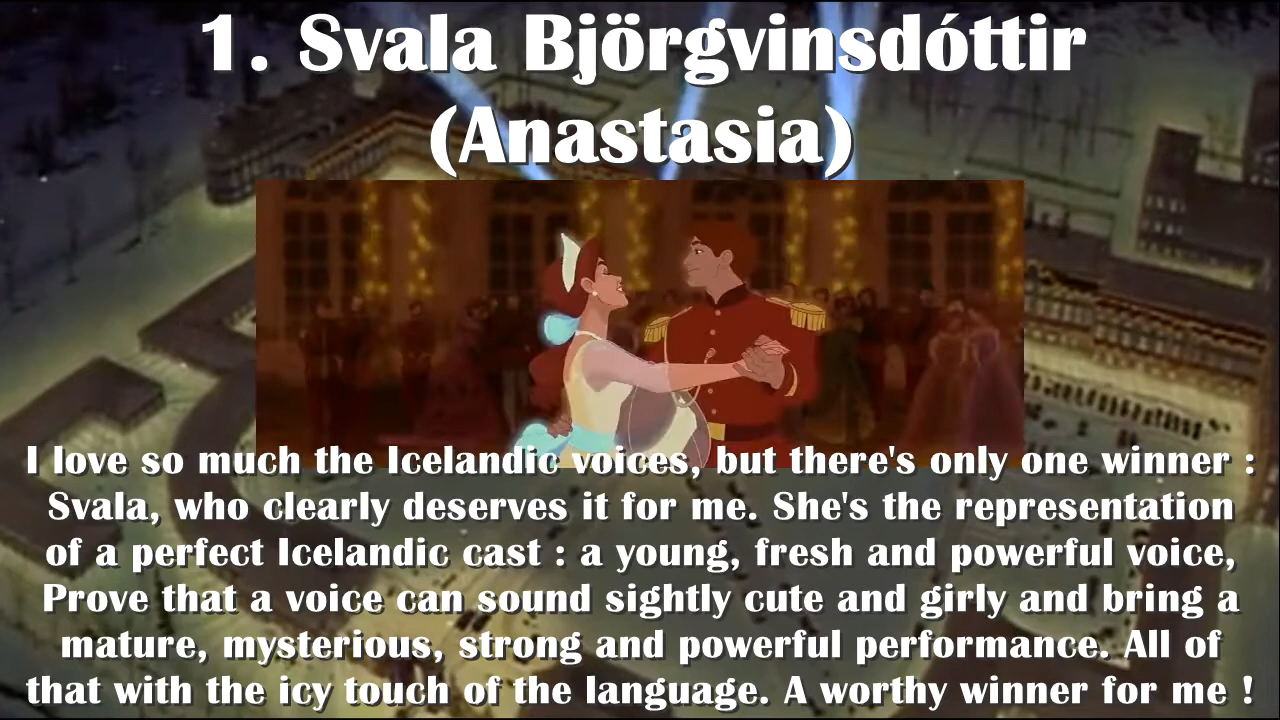 1. Svala Björgvinsdóttir
(Anastasia)
I love so much the Icelandic voices, but there's only one winner :
Svala, who clearly deserves it for me. She's the representation
of a perfect Icelandic cast : a young, fresh and powerful voice,
Prove that a voice can sound sightly cute and girly and bring a
mature, mysterious, strong and powerful performance. All of
that with the icy touch of the language. A worthy winner for me !